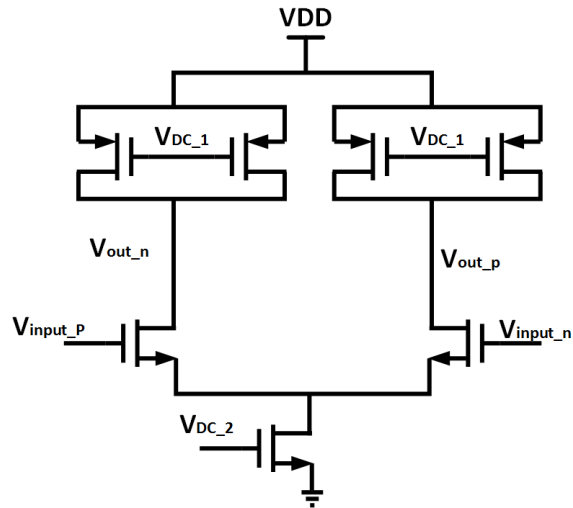 VDD
VDC_1
VDC_1
Vout_n
Vout_p
Vinput_P
Vinput_n
VDC_2